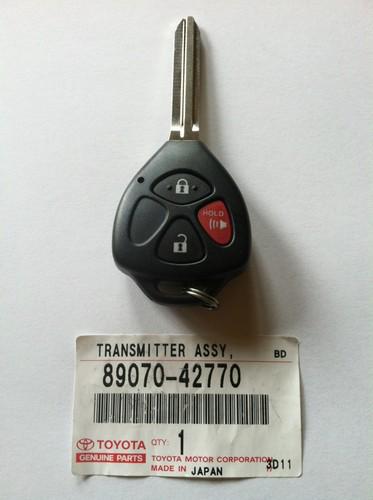 HOLD
TRANSMITTER ASSY, BD
89070-42770
TOYOTA QTY: 1
GENUINE PARTS TOYOTA MOTOR CORPORATION
MADE IN JAPAN 3D11